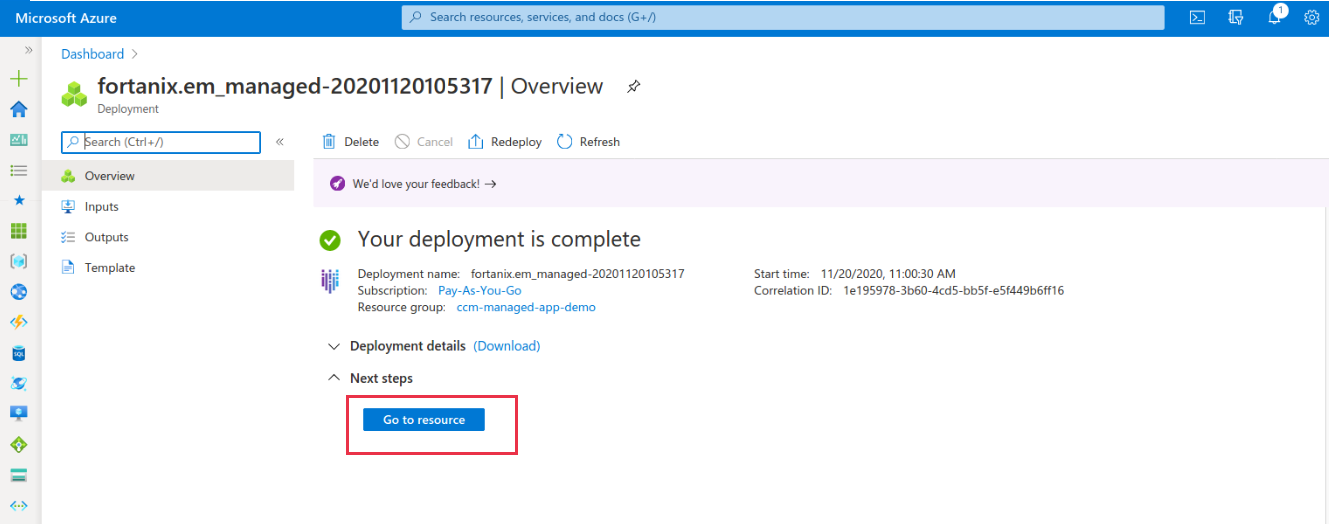 Microsoft Azure
Search resources, services, and docs (G+/)
1
Dashboard >
fortanix.em_managed-20201120105317 | Overview
Deployment
Search (Ctrl+/)
«
Delete
Cancel
Redeploy
Refresh
Overview
Inputs
Outputs
Template
We'd love your feedback! →
Your deployment is complete
Deployment name: fortanix.em_managed-20201120105317
Subscription: Pay-As-You-Go
Resource group: ccm-managed-app-demo
Start time: 11/20/2020, 11:00:30 AM
Correlation ID: 1e195978-3b60-4cd5-bb5f-e5f449b6ff16
Deployment details (Download)
Next steps
Go to resource
SQL